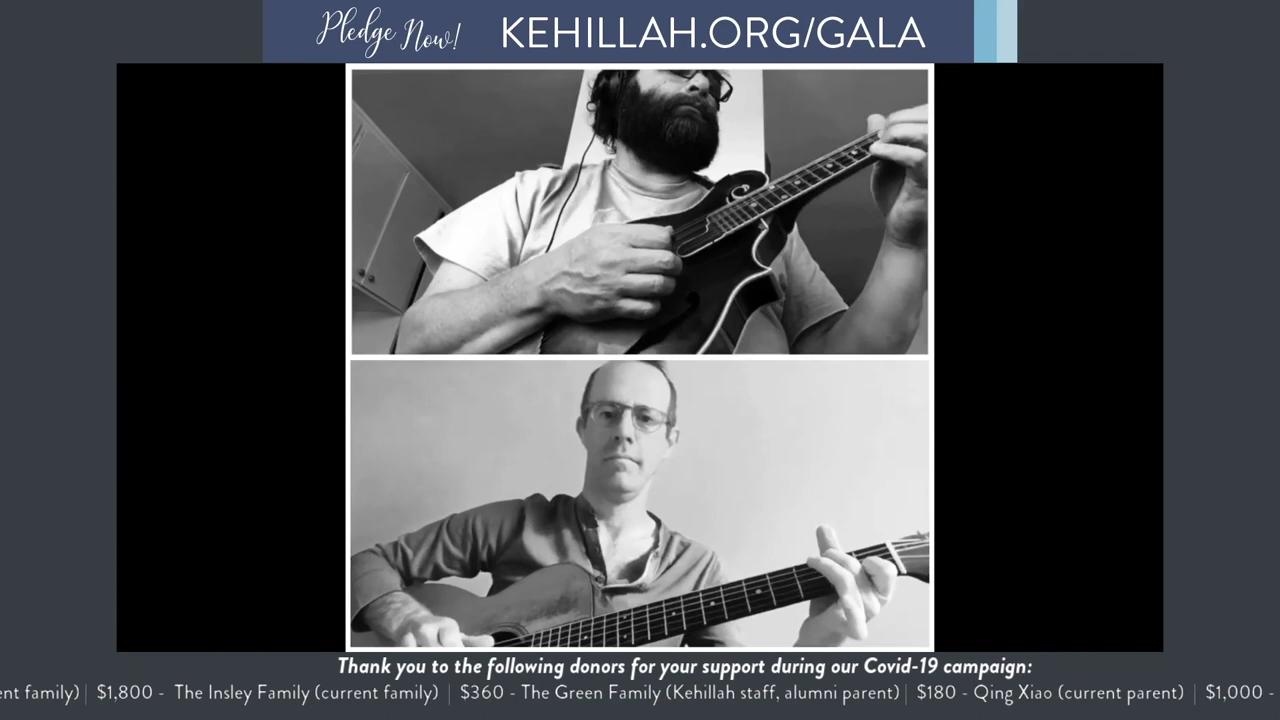 Pledge Now! KEHILLAH.ORG/GALA
Thank you to the following donors for your support during our Covid-19 campaign:
ent family) | $1,800 - The Insley Family (current family) | $360 - The Green Family (Kehillah staff, alumni parent) | $180 - Qing Xiao (current parent) | $1,000 -